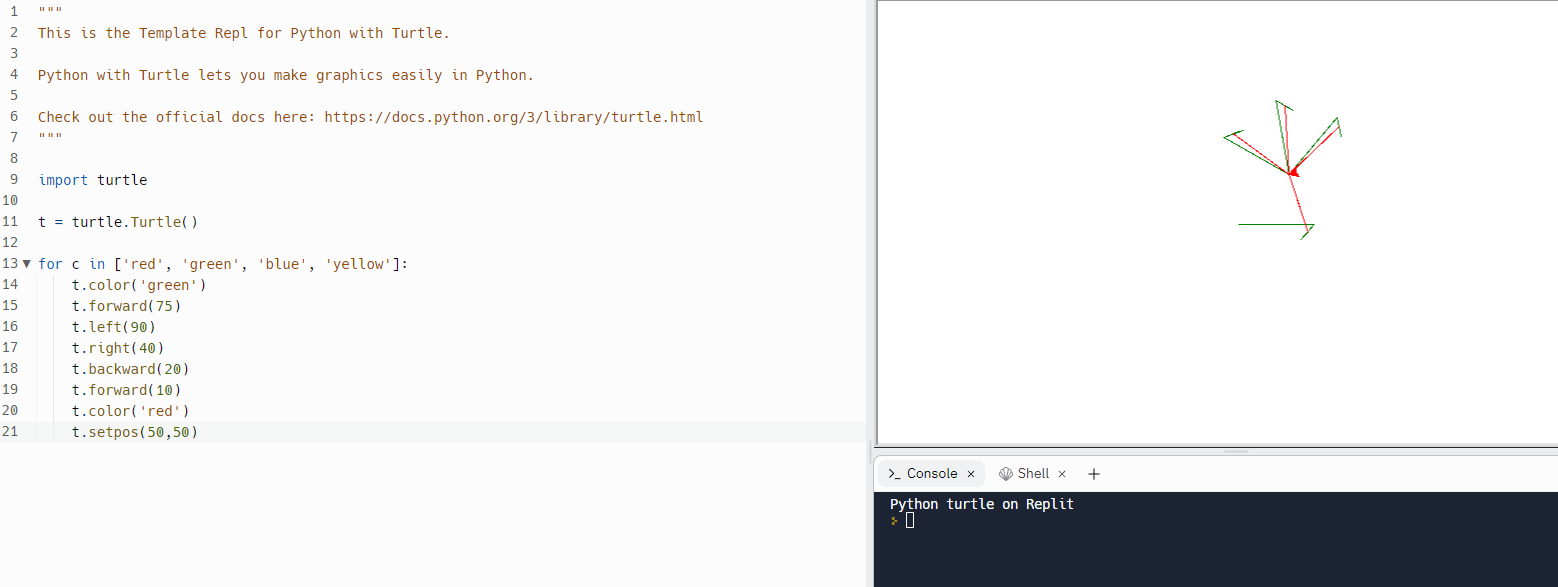 1 """
2 This is the Template Repl for Python with Turtle.
3
4 Python with Turtle lets you make graphics easily in Python.
5
6 Check out the official docs here: https://docs.python.org/3/library/turtle.html
7 """
8
9 import turtle
10
11 t = turtle.Turtle()
12
13 for c in ['red', 'green', 'blue', 'yellow']:
14     t.color('green')
15     t.forward(75)
16     t.left(90)
17     t.right(40)
18     t.backward(20)
19     t.forward(10)
20     t.color('red')
21     t.setpos(50,50)
>_ Console × Shell × +
Python turtle on Replit